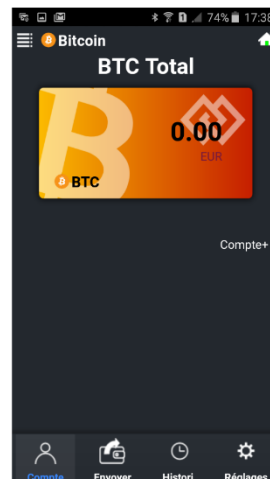 74% 17:38
Bitcoin
BTC Total
0.00
EUR
BTC
Compte+
Compte Envoyer Histori... Réglages